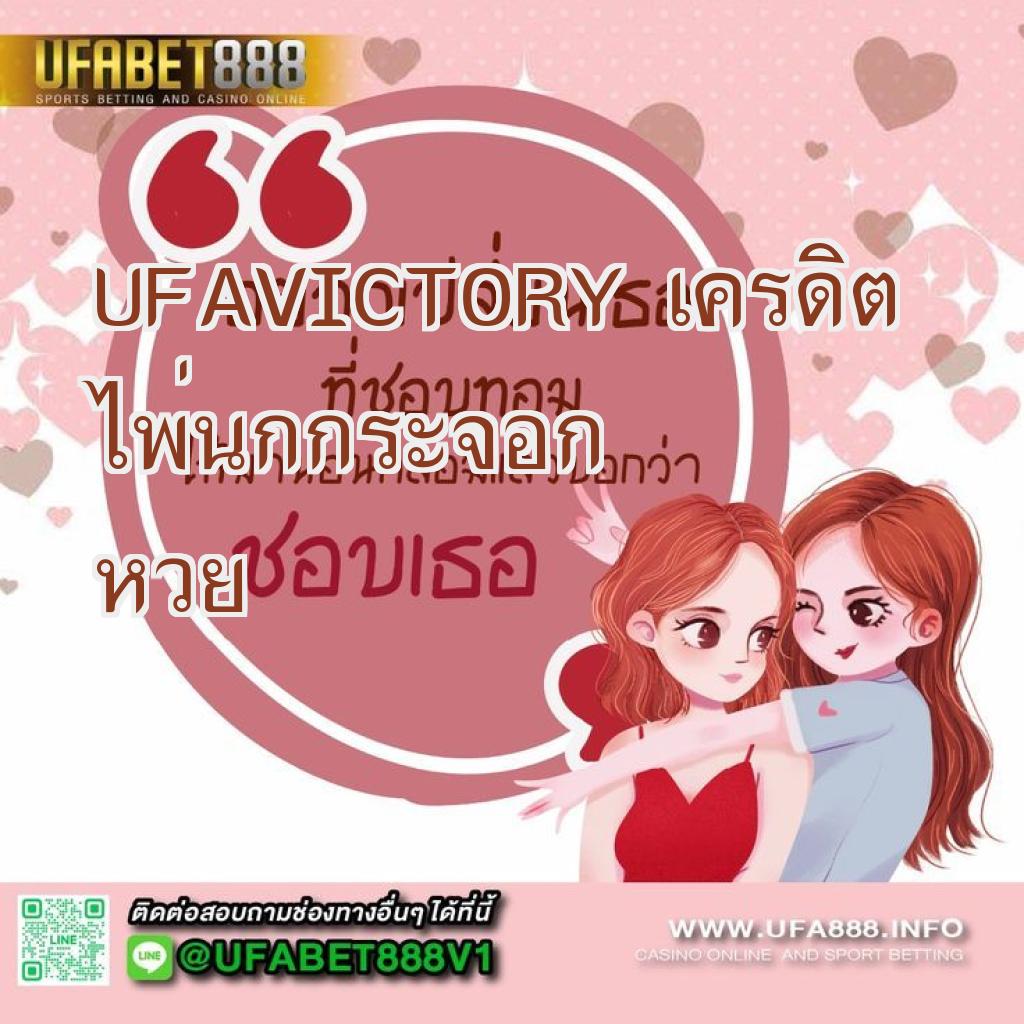 UFABET888
SPORTS BETTING AND CASINO ONLINE
UFAVICTORY เครดิต
ที่ชอบทอม
ไพ่นกกระจอก
ชอบเธอ
หวย
LINE
ติดต่อสอบถามช่องทางอื่นๆ ได้ที่นี้
LINE @UFABET888V1
WWW.UFA888.INFO
CASINO ONLINE AND SPORT BETTING